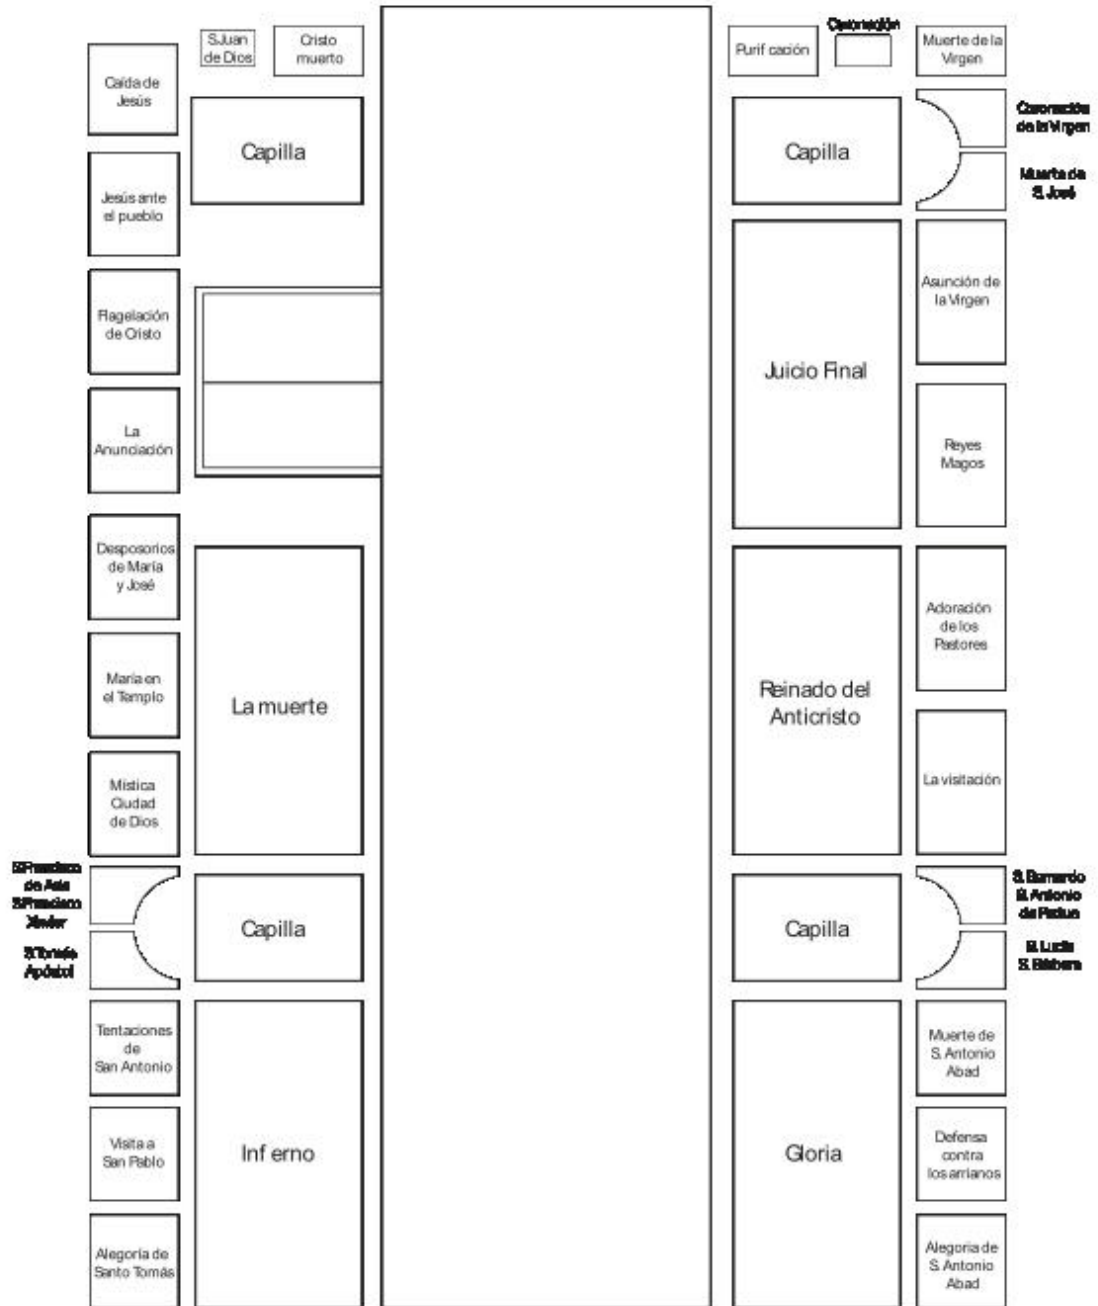 Caída de
Jesús
Jesús ante
el pueblo
Flagelación
de Cristo
La
Anunciación
Desposorios
de María
y José
María en
el Templo
Mística
Ciudad
de Dios
S.Francisco
de Asis
S.Francisco
Xavier
S.Tomás
Apóstol
Tentaciones
de
San Antonio
Visita a
San Pablo
Alegoría de
Santo Tomás
S.Juan
de Dios
Cristo
muerto
Capilla
La muerte
Capilla
Inf erno
Purif cación
Coronación
Capilla
Juicio Final
Reinado del
Anticristo
Capilla
Gloria
Muerte de la
Virgen
Coronación
de la Virgen
Muerte de
S. José
Asunción de
la Virgen
Reyes
Magos
Adoración
de los
Pastores
La visitación
S. Bernardo
S. Antonio
de Padua
S. Lucía
S. Bárbara
Muerte de
S. Antonio
Abad
Defensa
contra
los arrianos
Alegoria de
S. Antonio
Abad